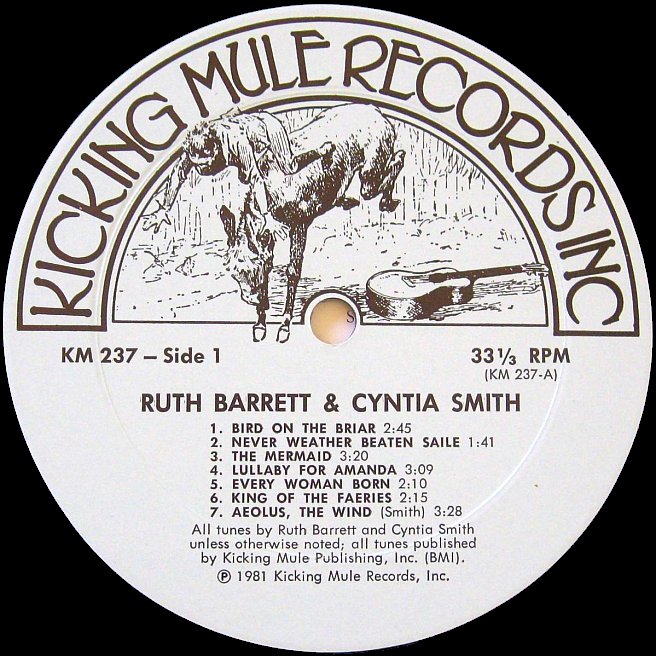 KICKING MULE RECORDS INC
KM 237 – Side 1
33 1/3 RPM
(KM 237-A)
RUTH BARRETT & CYNTIA SMITH
1. BIRD ON THE BRIAR 2:45
2. NEVER WEATHER BEATEN SAILE 1:41
3. THE MERMAID 3:20
4. LULLABY FOR AMANDA 3:09
5. EVERY WOMAN BORN 2:10
6. KING OF THE FAERIES 2:15
7. AEOLUS, THE WIND (Smith) 3:28
All tunes by Ruth Barrett and Cyntia Smith
unless otherwise noted; all tunes published
by Kicking Mule Publishing, Inc. (BMI).
℗ 1981 Kicking Mule Records, Inc.